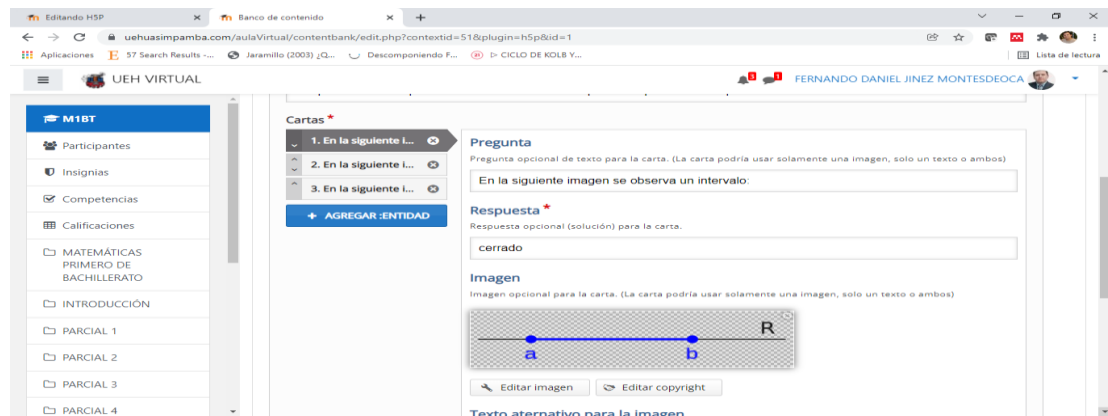 Editando H5P
Banco de contenido
uehuasimpamba.com/aulaVirtual/contentbank/edit.php?contextid=51&plugin=h5p&id=1
Aplicaciones
57 Search Results -...
Jaramillo (2003) ¿Q...
Descomponiendo F...
▷ CICLO DE KOLB Y...
Lista de lectura
UEH VIRTUAL
3
1
FERNANDO DANIEL JINEZ MONTESDEOCA
M1BT
Participantes
Insignias
Competencias
Calificaciones
MATEMÁTICAS
PRIMERO DE
BACHILLERATO
INTRODUCCIÓN
PARCIAL 1
PARCIAL 2
PARCIAL 3
PARCIAL 4
Cartas *
1. En la siguiente i...
2. En la siguiente i...
3. En la siguiente i...
+ AGREGAR :ENTIDAD
Pregunta
Pregunta opcional de texto para la carta. (La carta podría usar solamente una imagen, solo un texto o ambos)
En la siguiente imagen se observa un intervalo:
Respuesta *
Respuesta opcional (solución) para la carta.
cerrado
Imagen
Imagen opcional para la carta. (La carta podría usar solamente una imagen, solo un texto o ambos)
R
a b
Editar imagen
Editar copyright
Texto aternativo para la imagen